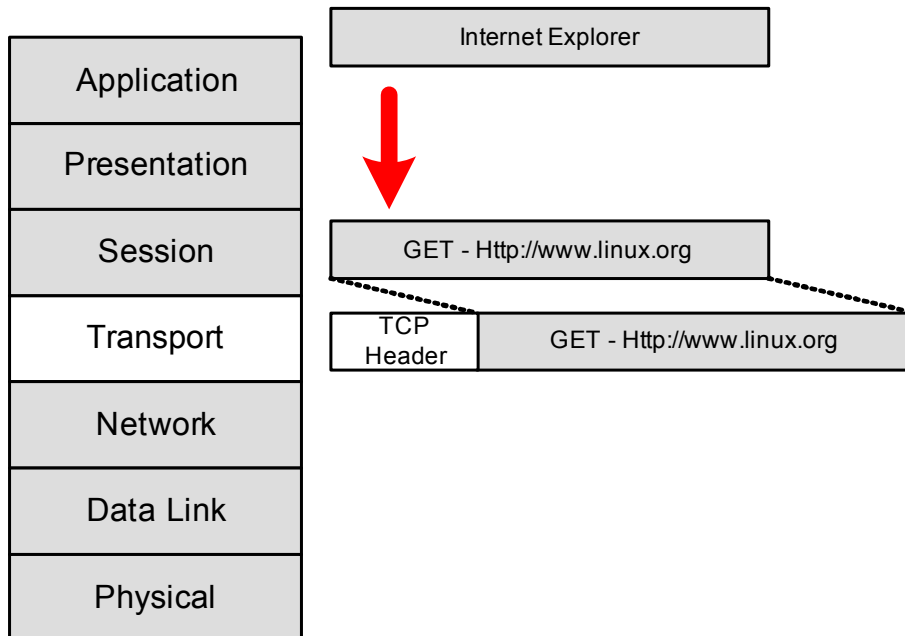 Internet Explorer
Application
Presentation
Session
GET - Http://www.linux.org
Transport
TCP
Header
GET - Http://www.linux.org
Network
Data Link
Physical